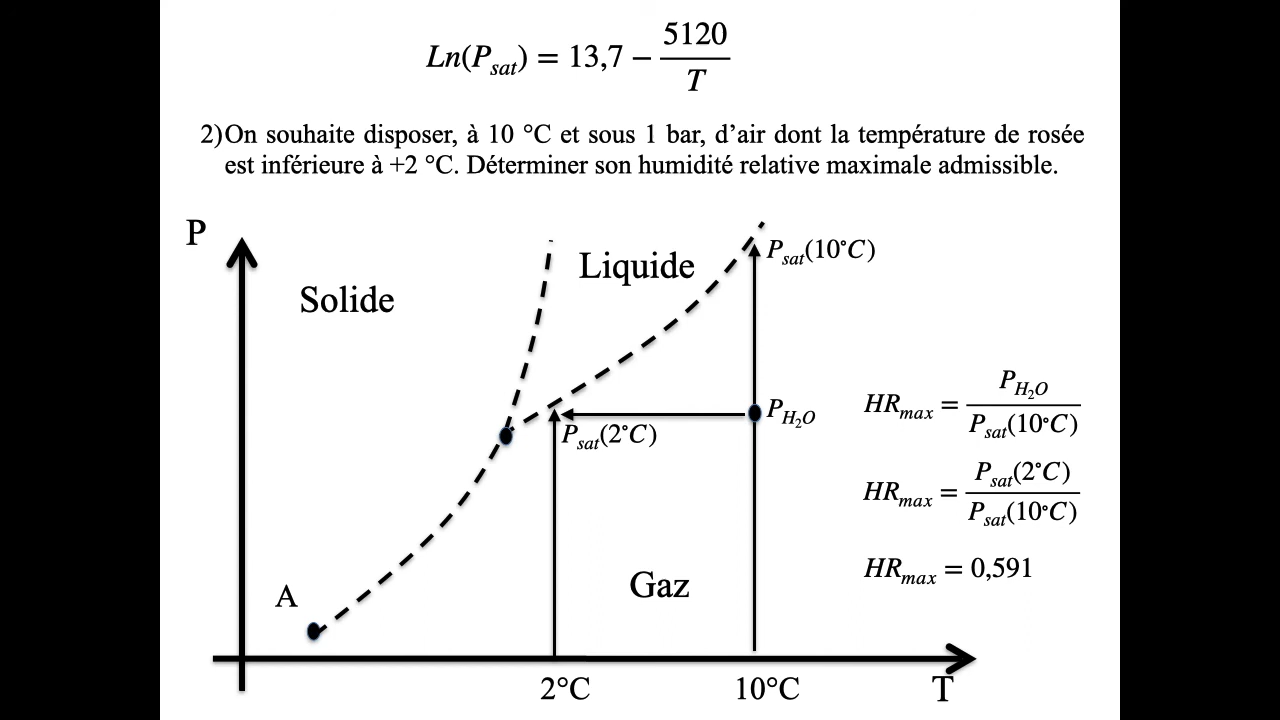 Ln(P_sat) = 13,7 − 5120/T
2)On souhaite disposer, à 10 °C et sous 1 bar, d’air dont la température de rosée
est inférieure à +2 °C. Déterminer son humidité relative maximale admissible.
P
Solide
Liquide
P_sat(10°C)
P_H₂O
P_sat(2°C)
HR_max = P_H₂O/P_sat(10°C)
HR_max = P_sat(2°C)/P_sat(10°C)
HR_max = 0,591
Gaz
A
2°C
10°C
T